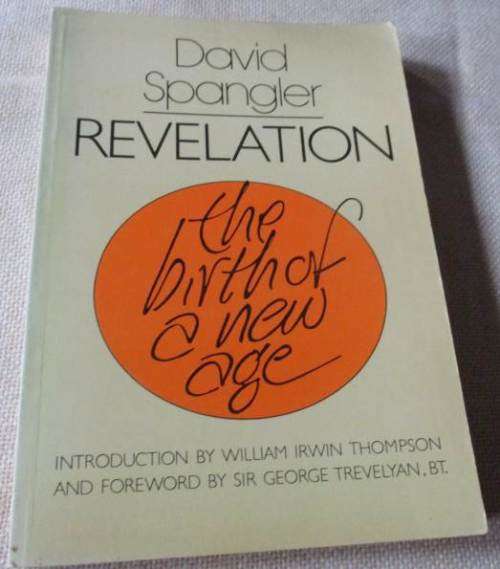 David
Spangler
REVELATION
the
birth of
a new
age
INTRODUCTION BY WILLIAM IRWIN THOMPSON
AND FOREWORD BY SIR GEORGE TREVELYAN, BT.